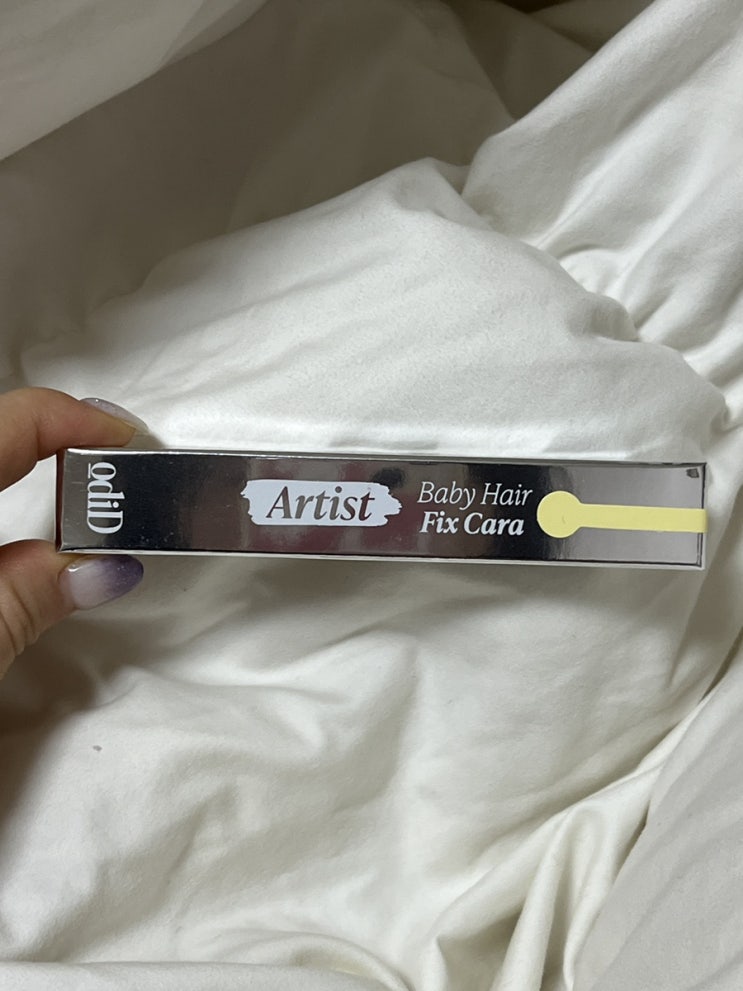 odiD
Artist
Baby Hair
Fix Cara